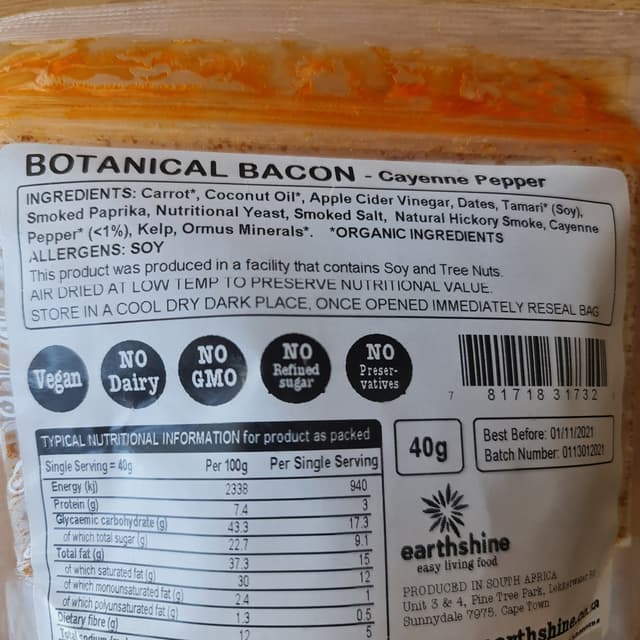 BOTANICAL BACON - Cayenne Pepper
INGREDIENTS: Carrot*, Coconut Oil*, Apple Cider Vinegar, Dates, Tamari* (Soy),
Smoked Paprika, Nutritional Yeast, Smoked Salt, Natural Hickory Smoke, Cayenne
Pepper* (<1%), Kelp, Ormus Minerals*. *ORGANIC INGREDIENTS
ALLERGENS: SOY
This product was produced in a facility that contains Soy and Tree Nuts.
AIR DRIED AT LOW TEMP TO PRESERVE NUTRITIONAL VALUE.
STORE IN A COOL DRY DARK PLACE, ONCE OPENED IMMEDIATELY RESEAL BAG
Vegan
NO
Dairy
NO
GMO
NO
Refined
sugar
NO
Preser-
vatives
7 81718 31732
TYPICAL NUTRITIONAL INFORMATION for product as packed
Single Serving = 40g Per 100g Per Single Serving
Energy (kj) 2338 940
Protein (g) 7.4 3
Glycaemic carbohydrate (g) 43.3 17.3
of which total sugar (g) 22.7 9.1
Total fat (g) 37.3 15
of which saturated fat (g) 30 12
of which monounsaturated fat (g) 2.4 1
of which polyunsaturated fat (g) 1.3 0.5
Dietary fibre (g) 12 5
Total sodium
40g
Best Before: 01/11/2021
Batch Number: 0113012021
earthshine
easy living food
PRODUCED IN SOUTH AFRICA
Unit 3 & 4, Pine Tree Park, Lekkerwater Rd
Sunnydale 7975. Cape Town